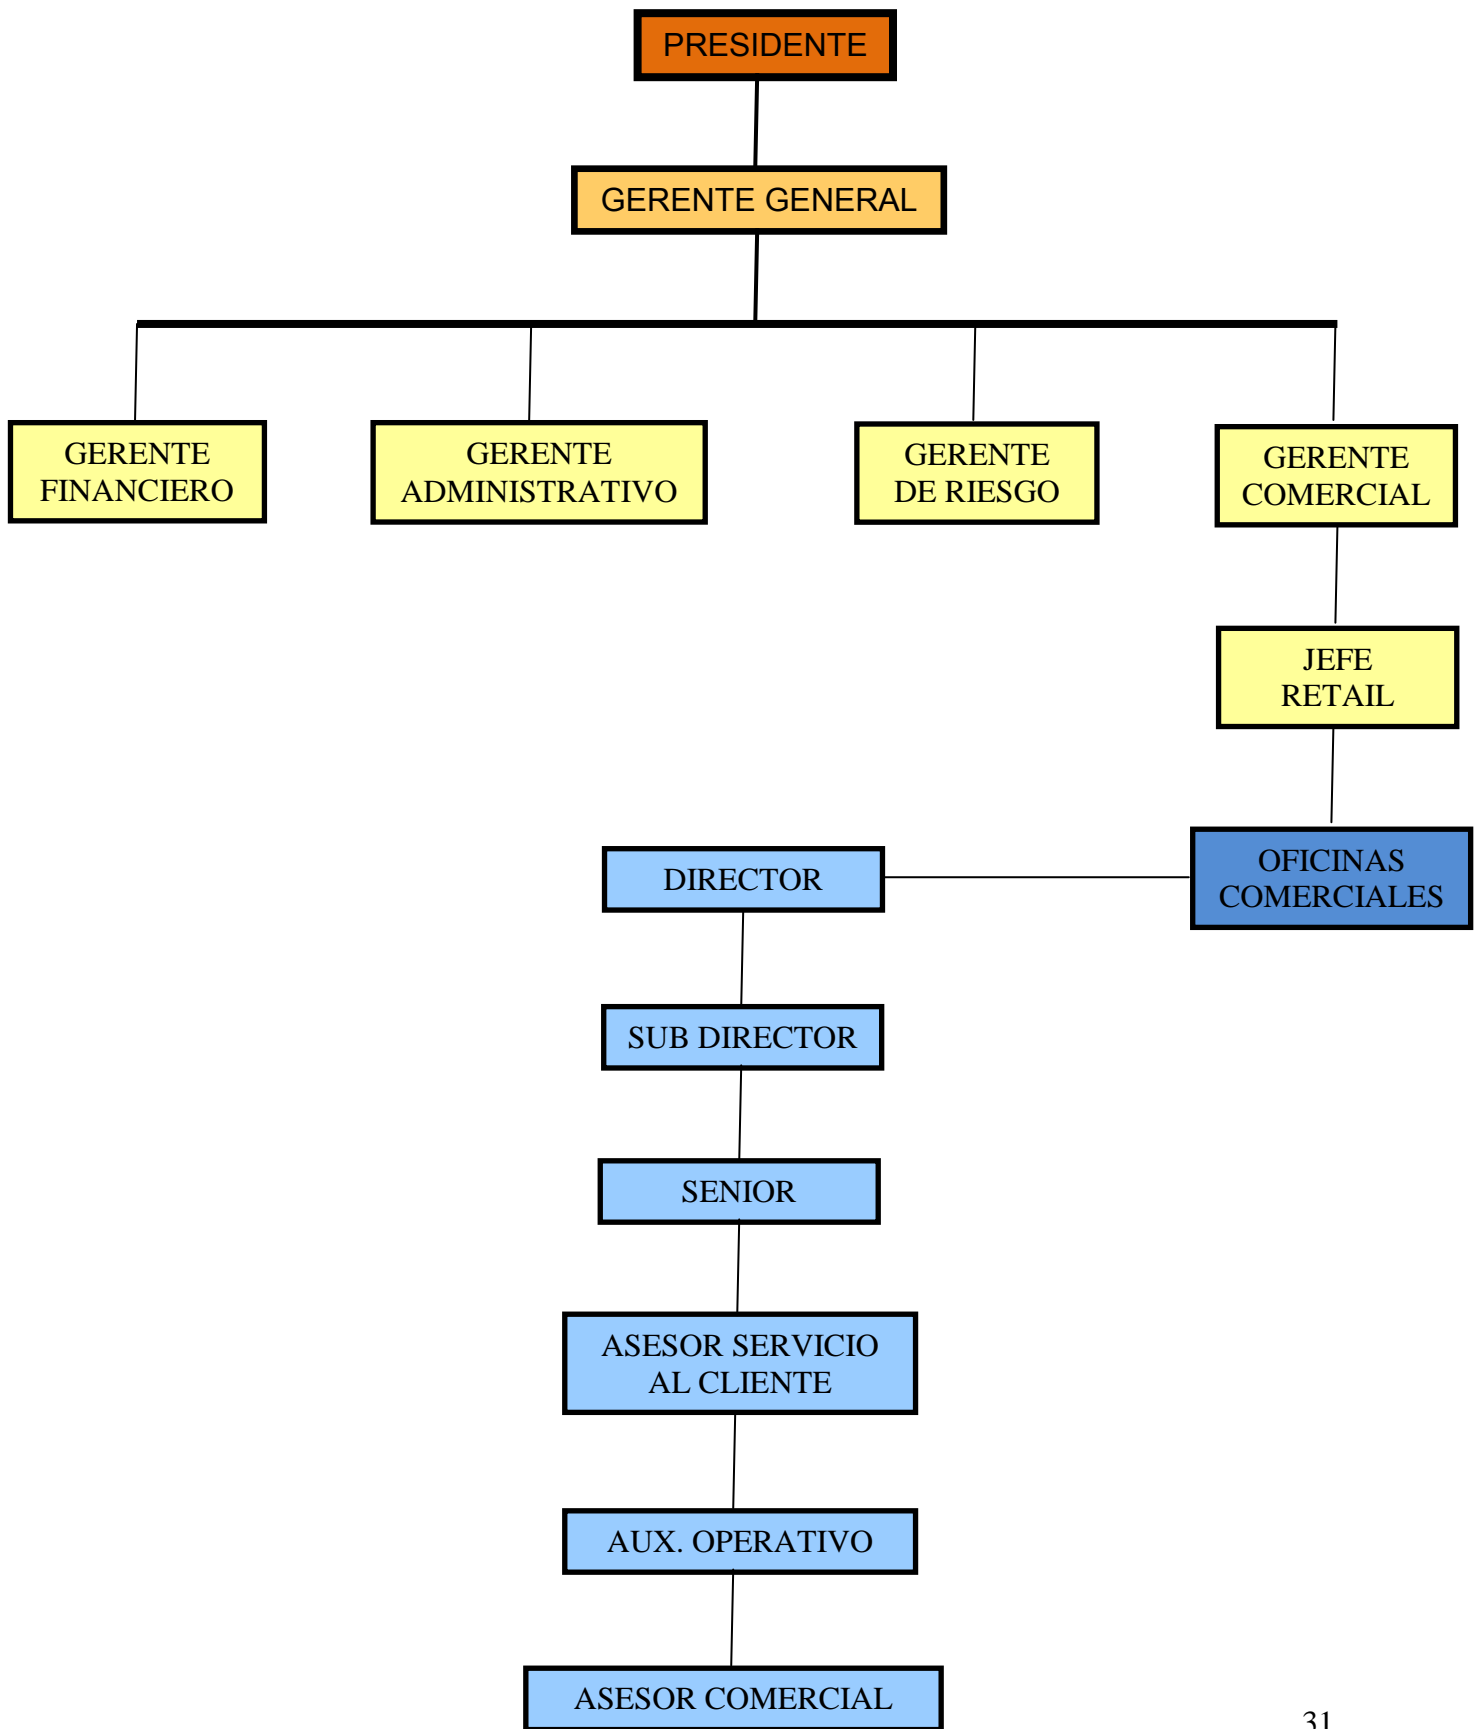 PRESIDENTE
GERENTE GENERAL
GERENTE
FINANCIERO
GERENTE
ADMINISTRATIVO
GERENTE
DE RIESGO
GERENTE
COMERCIAL
JEFE
RETAIL
OFICINAS
COMERCIALES
DIRECTOR
SUB DIRECTOR
SENIOR
ASESOR SERVICIO
AL CLIENTE
AUX. OPERATIVO
ASESOR COMERCIAL
31